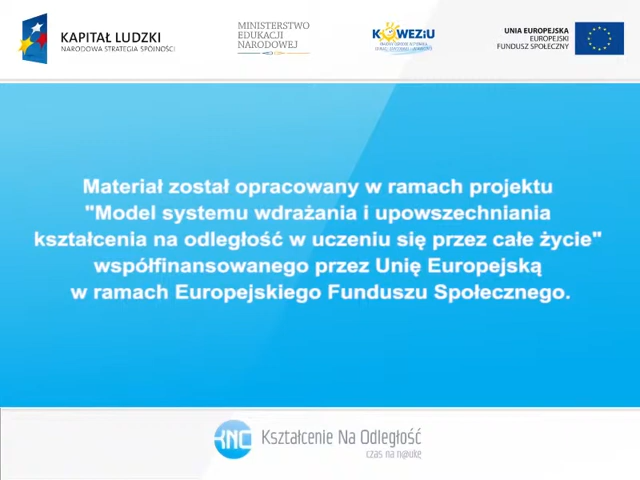 KAPITAŁ LUDZKI
NARODOWA STRATEGIA SPÓJNOŚCI
MINISTERSTWO
EDUKACJI
NARODOWEJ
KOWEZiU
UNIA EUROPEJSKA
EUROPEJSKI
FUNDUSZ SPOŁECZNY
Materiał został opracowany w ramach projektu
"Model systemu wdrażania i upowszechniania
kształcenia na odległość w uczeniu się przez całe życie"
współfinansowanego przez Unię Europejską
w ramach Europejskiego Funduszu Społecznego.
KNO Kształcenie Na Odległość
czas na n@ukę